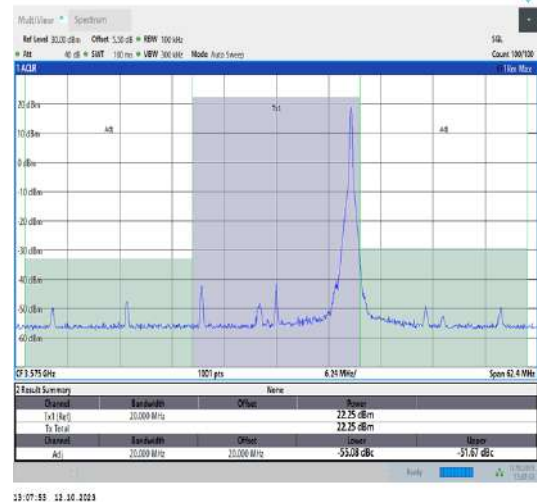 MultiView Spectrum
Ref Level 30.00 dBm Offset 5.50 dB RBW 100 kHz SGL
Att 40 dB SWT 100 ms VBW 300 kHz Mode Auto Sweep Count 100/100
1 ACLR
20 dBm
Tx1
10 dBm
Adj
Adj
0 dBm
-10 dBm
-20 dBm
-30 dBm
-40 dBm
-50 dBm
-60 dBm
CF 3.575 GHz 1001 pts 6.24 MHz/ Span 62.4 MHz
2 Result Summary None
Channel Bandwidth Offset Power
Tx1 (Ref) 20.000 MHz 22.25 dBm
Tx Total 22.25 dBm
Channel Bandwidth Offset Lower Upper
Adj 20.000 MHz 20.000 MHz -55.08 dBc -51.67 dBc
Ready
13:07:53 12.10.2023